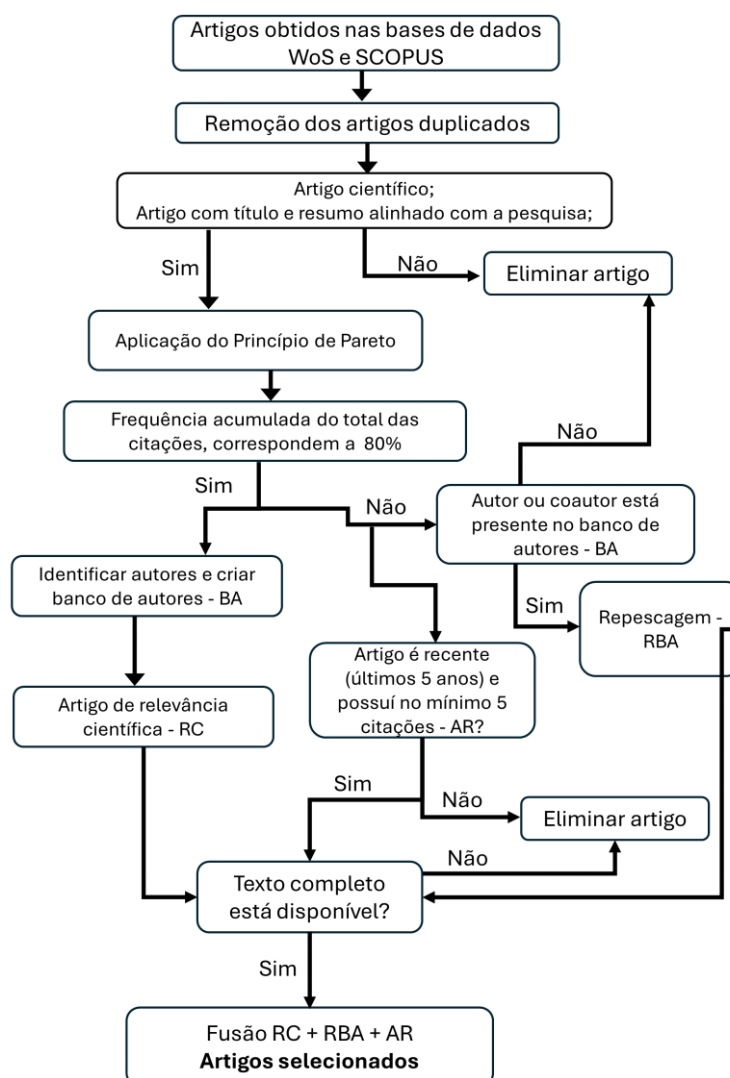 Artigos obtidos nas bases de dados
WoS e SCOPUS
Remoção dos artigos duplicados
Artigo científico;
Artigo com título e resumo alinhado com a pesquisa;
Sim
Não
Eliminar artigo
Aplicação do Princípio de Pareto
Frequência acumulada do total das
citações, correspondem a 80%
Não
Sim
Não
Autor ou coautor está
presente no banco de
autores - BA
Identificar autores e criar
banco de autores - BA
Sim
Repescagem -
RBA
Artigo é recente
(últimos 5 anos) e
possuí no mínimo 5
citações - AR?
Artigo de relevância
científica - RC
Sim
Não
Eliminar artigo
Não
Texto completo
está disponível?
Sim
Fusão RC + RBA + AR
Artigos selecionados